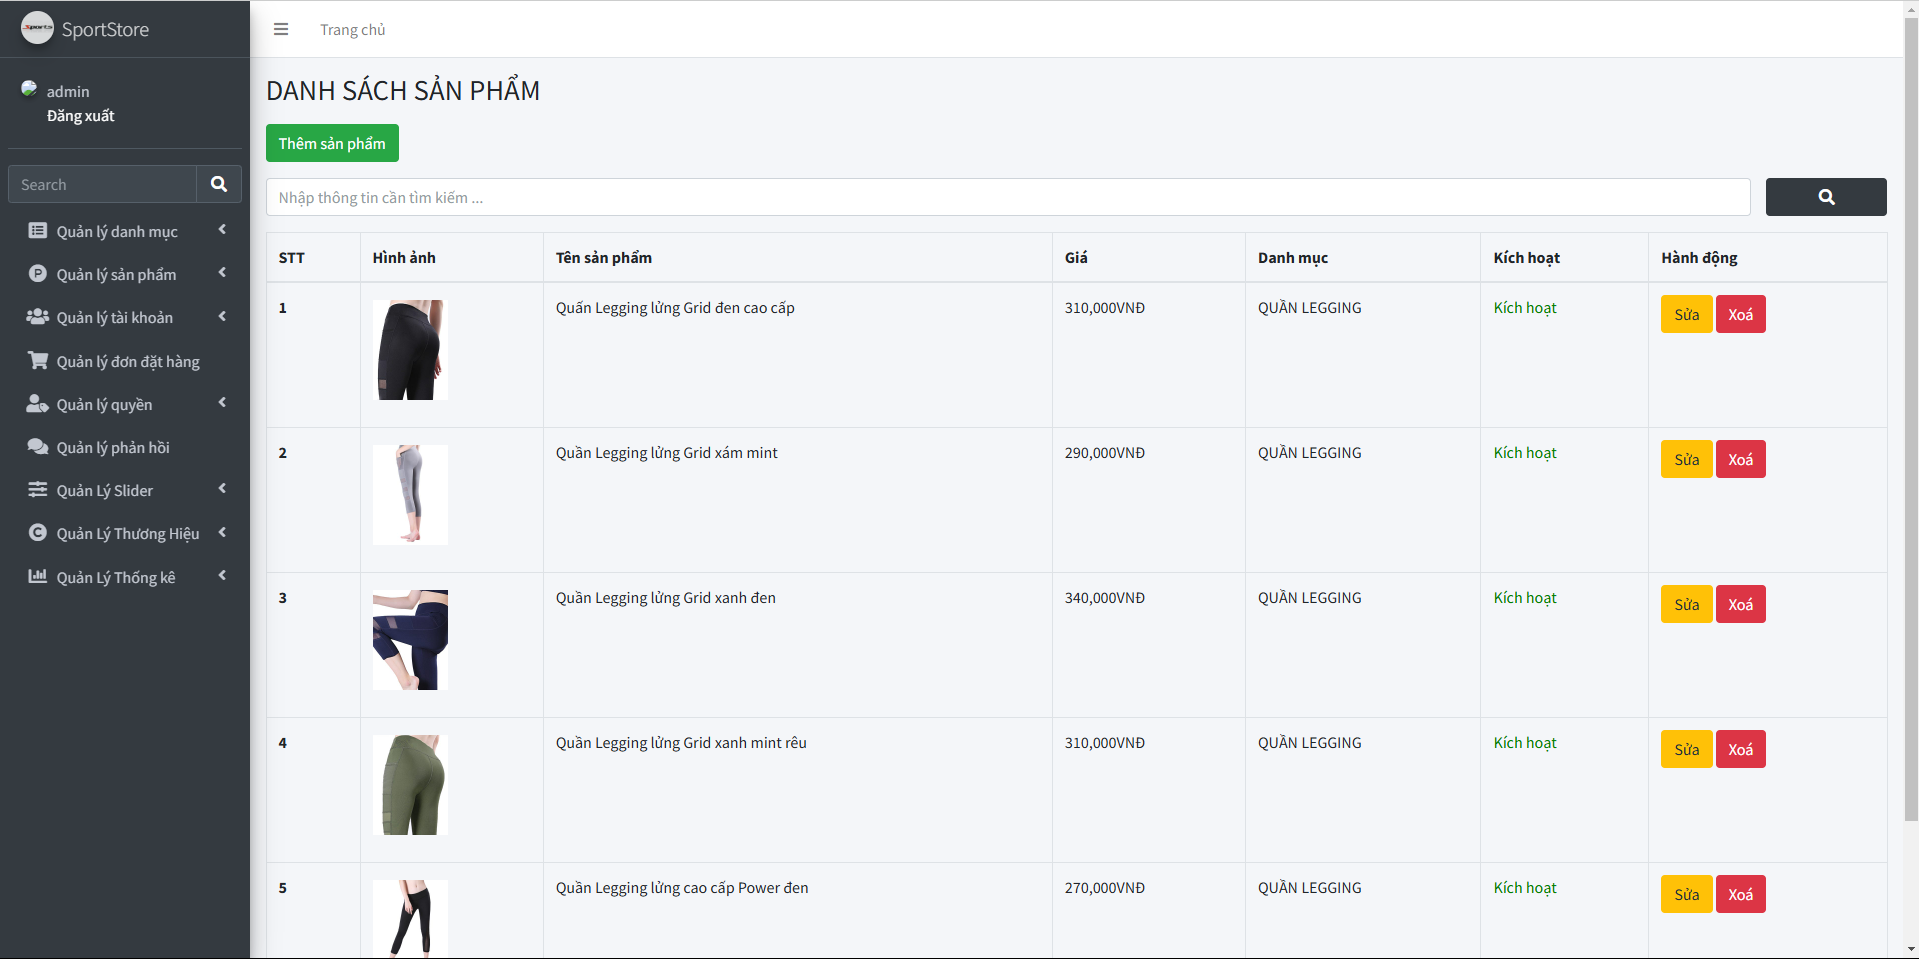 Sports
SportStore
Trang chủ
admin
Đăng xuất
Search
Quản lý danh mục
Quản lý sản phẩm
Quản lý tài khoản
Quản lý đơn đặt hàng
Quản lý quyền
Quản lý phản hồi
Quản Lý Slider
Quản Lý Thương Hiệu
Quản Lý Thống kê
DANH SÁCH SẢN PHẨM
Thêm sản phẩm
Nhập thông tin cần tìm kiếm ...
STT Hình ảnh Tên sản phẩm Giá Danh mục Kích hoạt Hành động
1 Quấn Legging lửng Grid đen cao cấp 310,000VNĐ QUẦN LEGGING Kích hoạt Sửa Xoá
2 Quần Legging lửng Grid xám mint 290,000VNĐ QUẦN LEGGING Kích hoạt Sửa Xoá
3 Quần Legging lửng Grid xanh đen 340,000VNĐ QUẦN LEGGING Kích hoạt Sửa Xoá
4 Quần Legging lửng Grid xanh mint rêu 310,000VNĐ QUẦN LEGGING Kích hoạt Sửa Xoá
5 Quần Legging lửng cao cấp Power đen 270,000VNĐ QUẦN LEGGING Kích hoạt Sửa Xoá